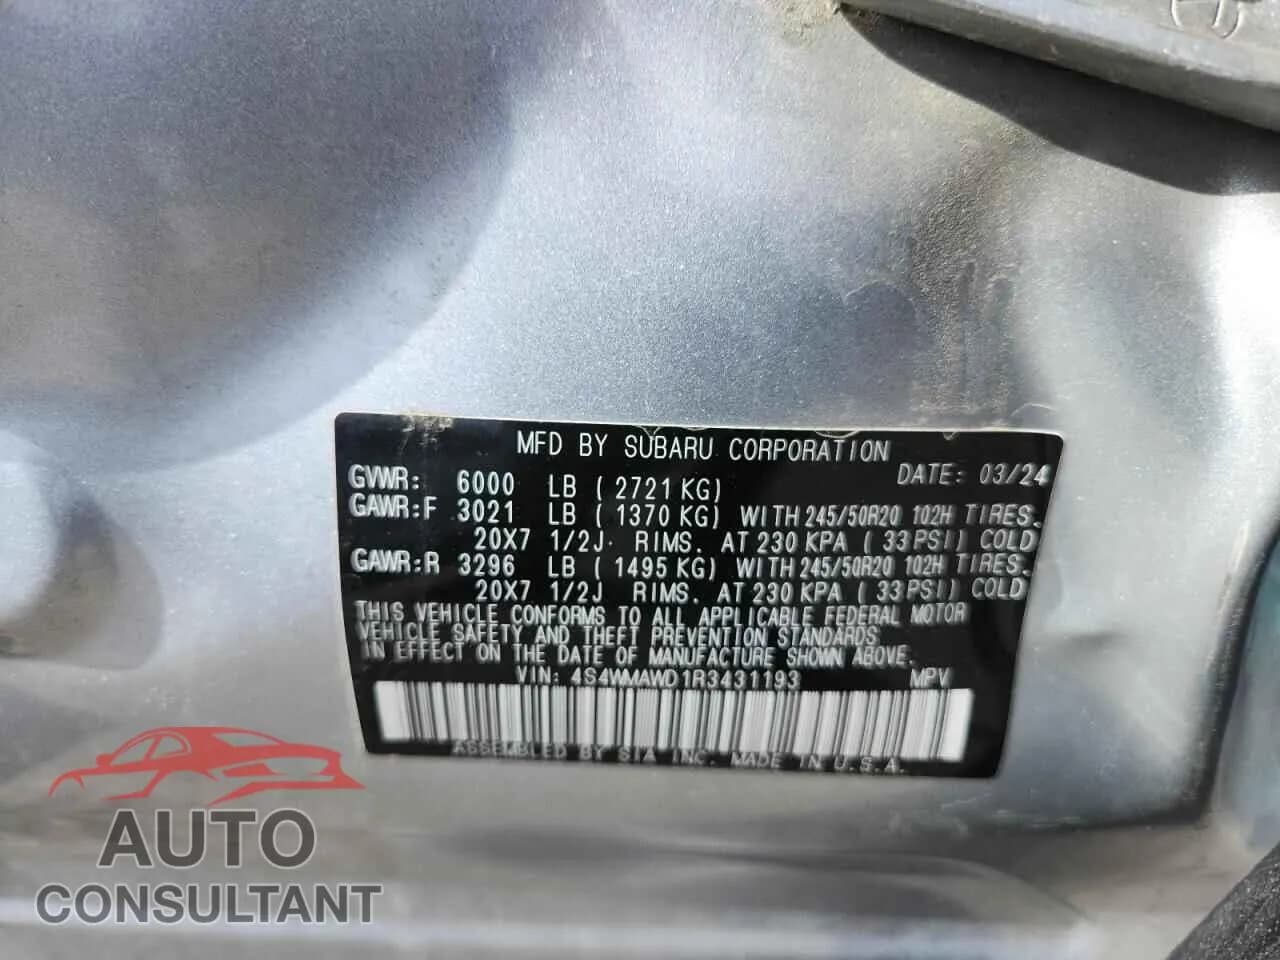 MFD BY SUBARU CORPORATION
GVWR: 6000 LB ( 2721 KG) DATE: 03/24
GAWR:F 3021 LB ( 1370 KG) WITH 245/50R20 102H TIRES.
20X7 1/2J RIMS. AT 230 KPA ( 33 PSI) COLD
GAWR:R 3296 LB ( 1495 KG) WITH 245/50R20 102H TIRES.
20X7 1/2J RIMS. AT 230 KPA ( 33 PSI) COLD
THIS VEHICLE CONFORMS TO ALL APPLICABLE FEDERAL MOTOR
VEHICLE SAFETY AND THEFT PREVENTION STANDARDS
IN EFFECT ON THE DATE OF MANUFACTURE SHOWN ABOVE.
VIN: 4S4WMAWD1R3431193 MPV
ASSEMBLED BY SIA INC. MADE IN U.S.A.
AUTO
CONSULTANT